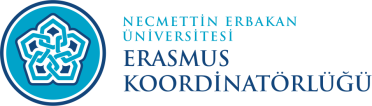 NECMETTİN ERBAKAN
ÜNİVERSİTESİ
ERASMUS
KOORDİNATÖRLÜĞÜ